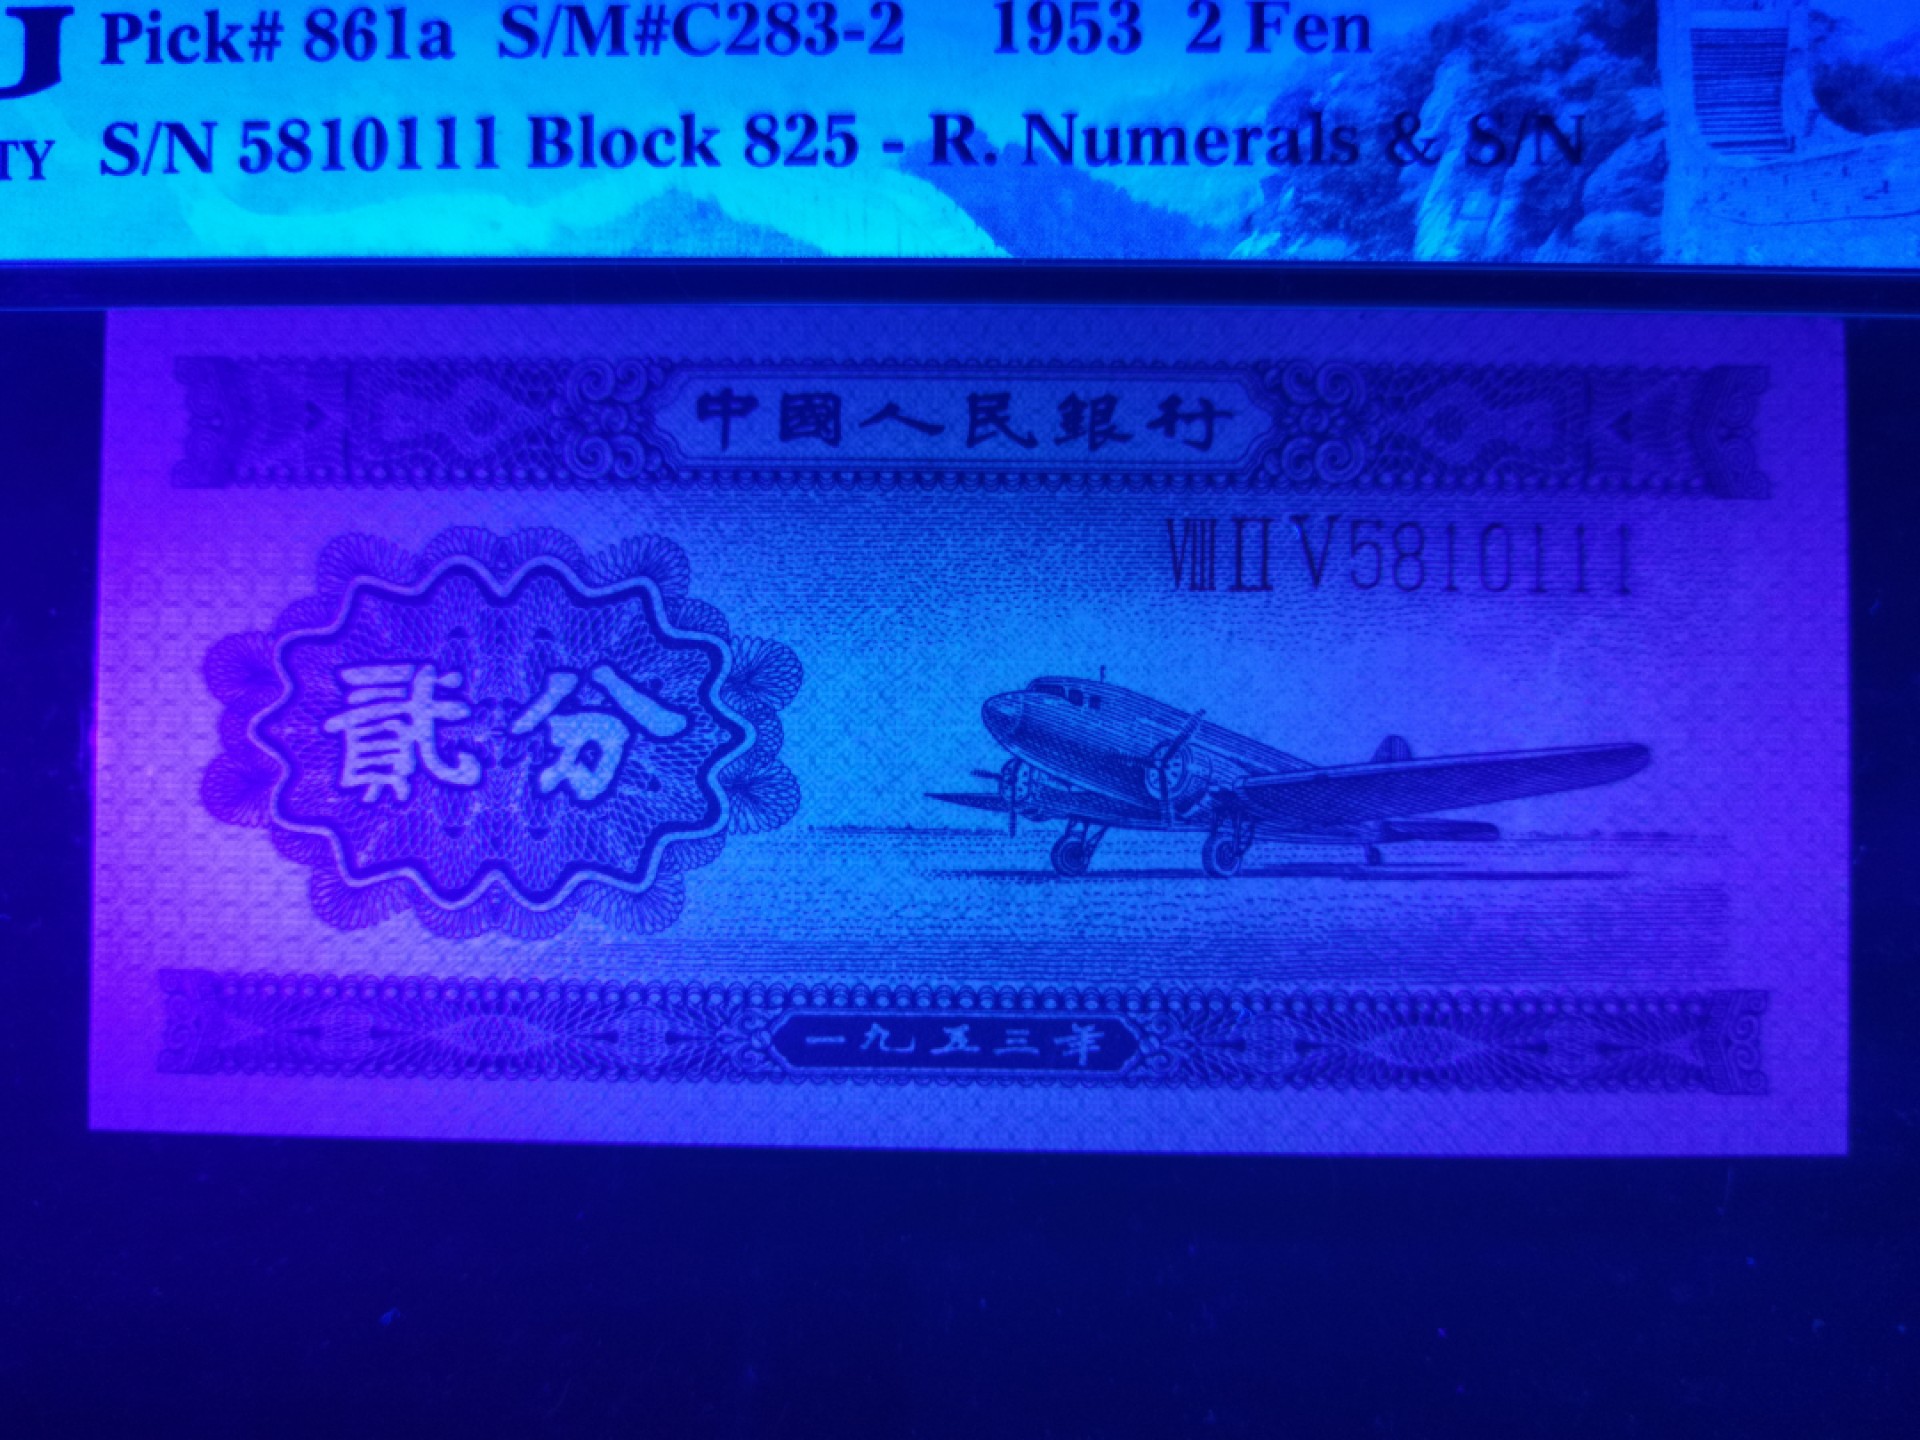 Pick# 861a S/M#C283-2 1953 2 Fen
TY S/N 5810111 Block 825 - R. Numerals & S/N
中國人民銀行
VIII II V 5810111
貳分
一九五三年